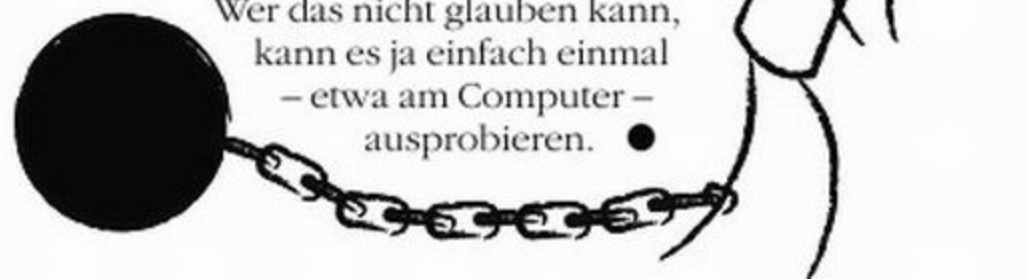 Wer das nicht glauben kann,
kann es ja einfach einmal
– etwa am Computer –
ausprobieren.